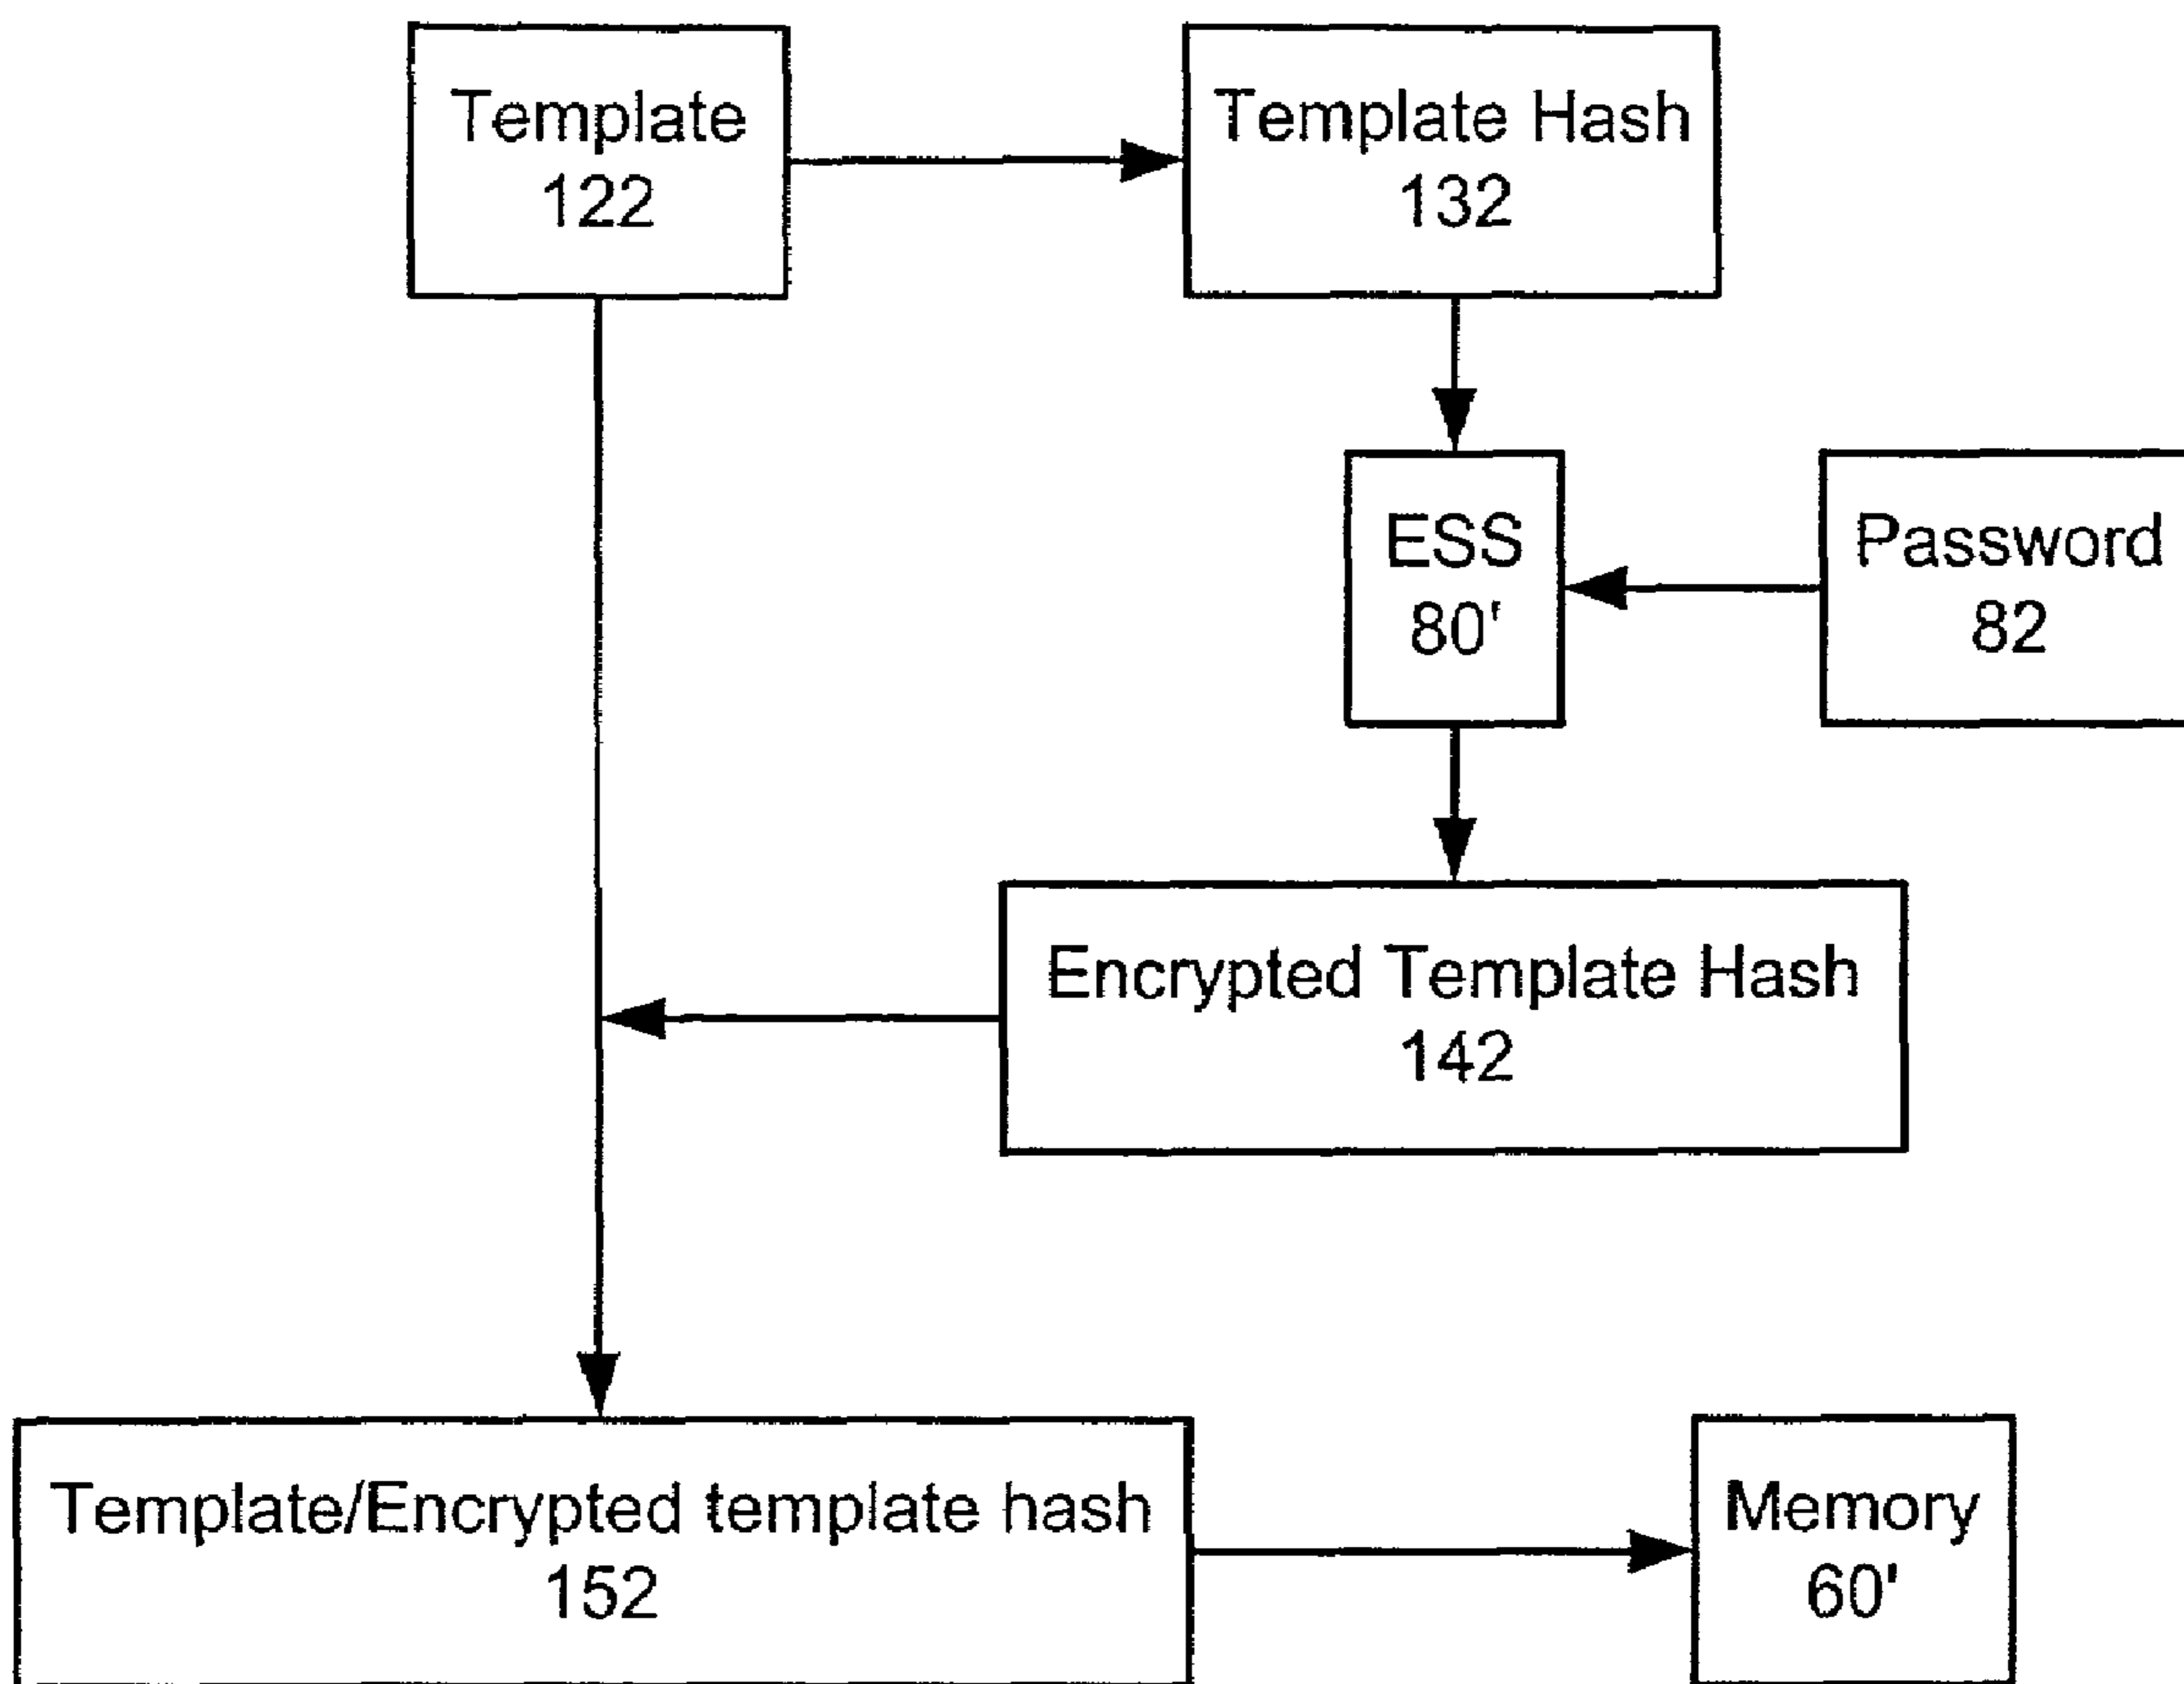 Template
122
Template Hash
132
ESS
80'
Password
82
Encrypted Template Hash
142
Template/Encrypted template hash
152
Memory
60'